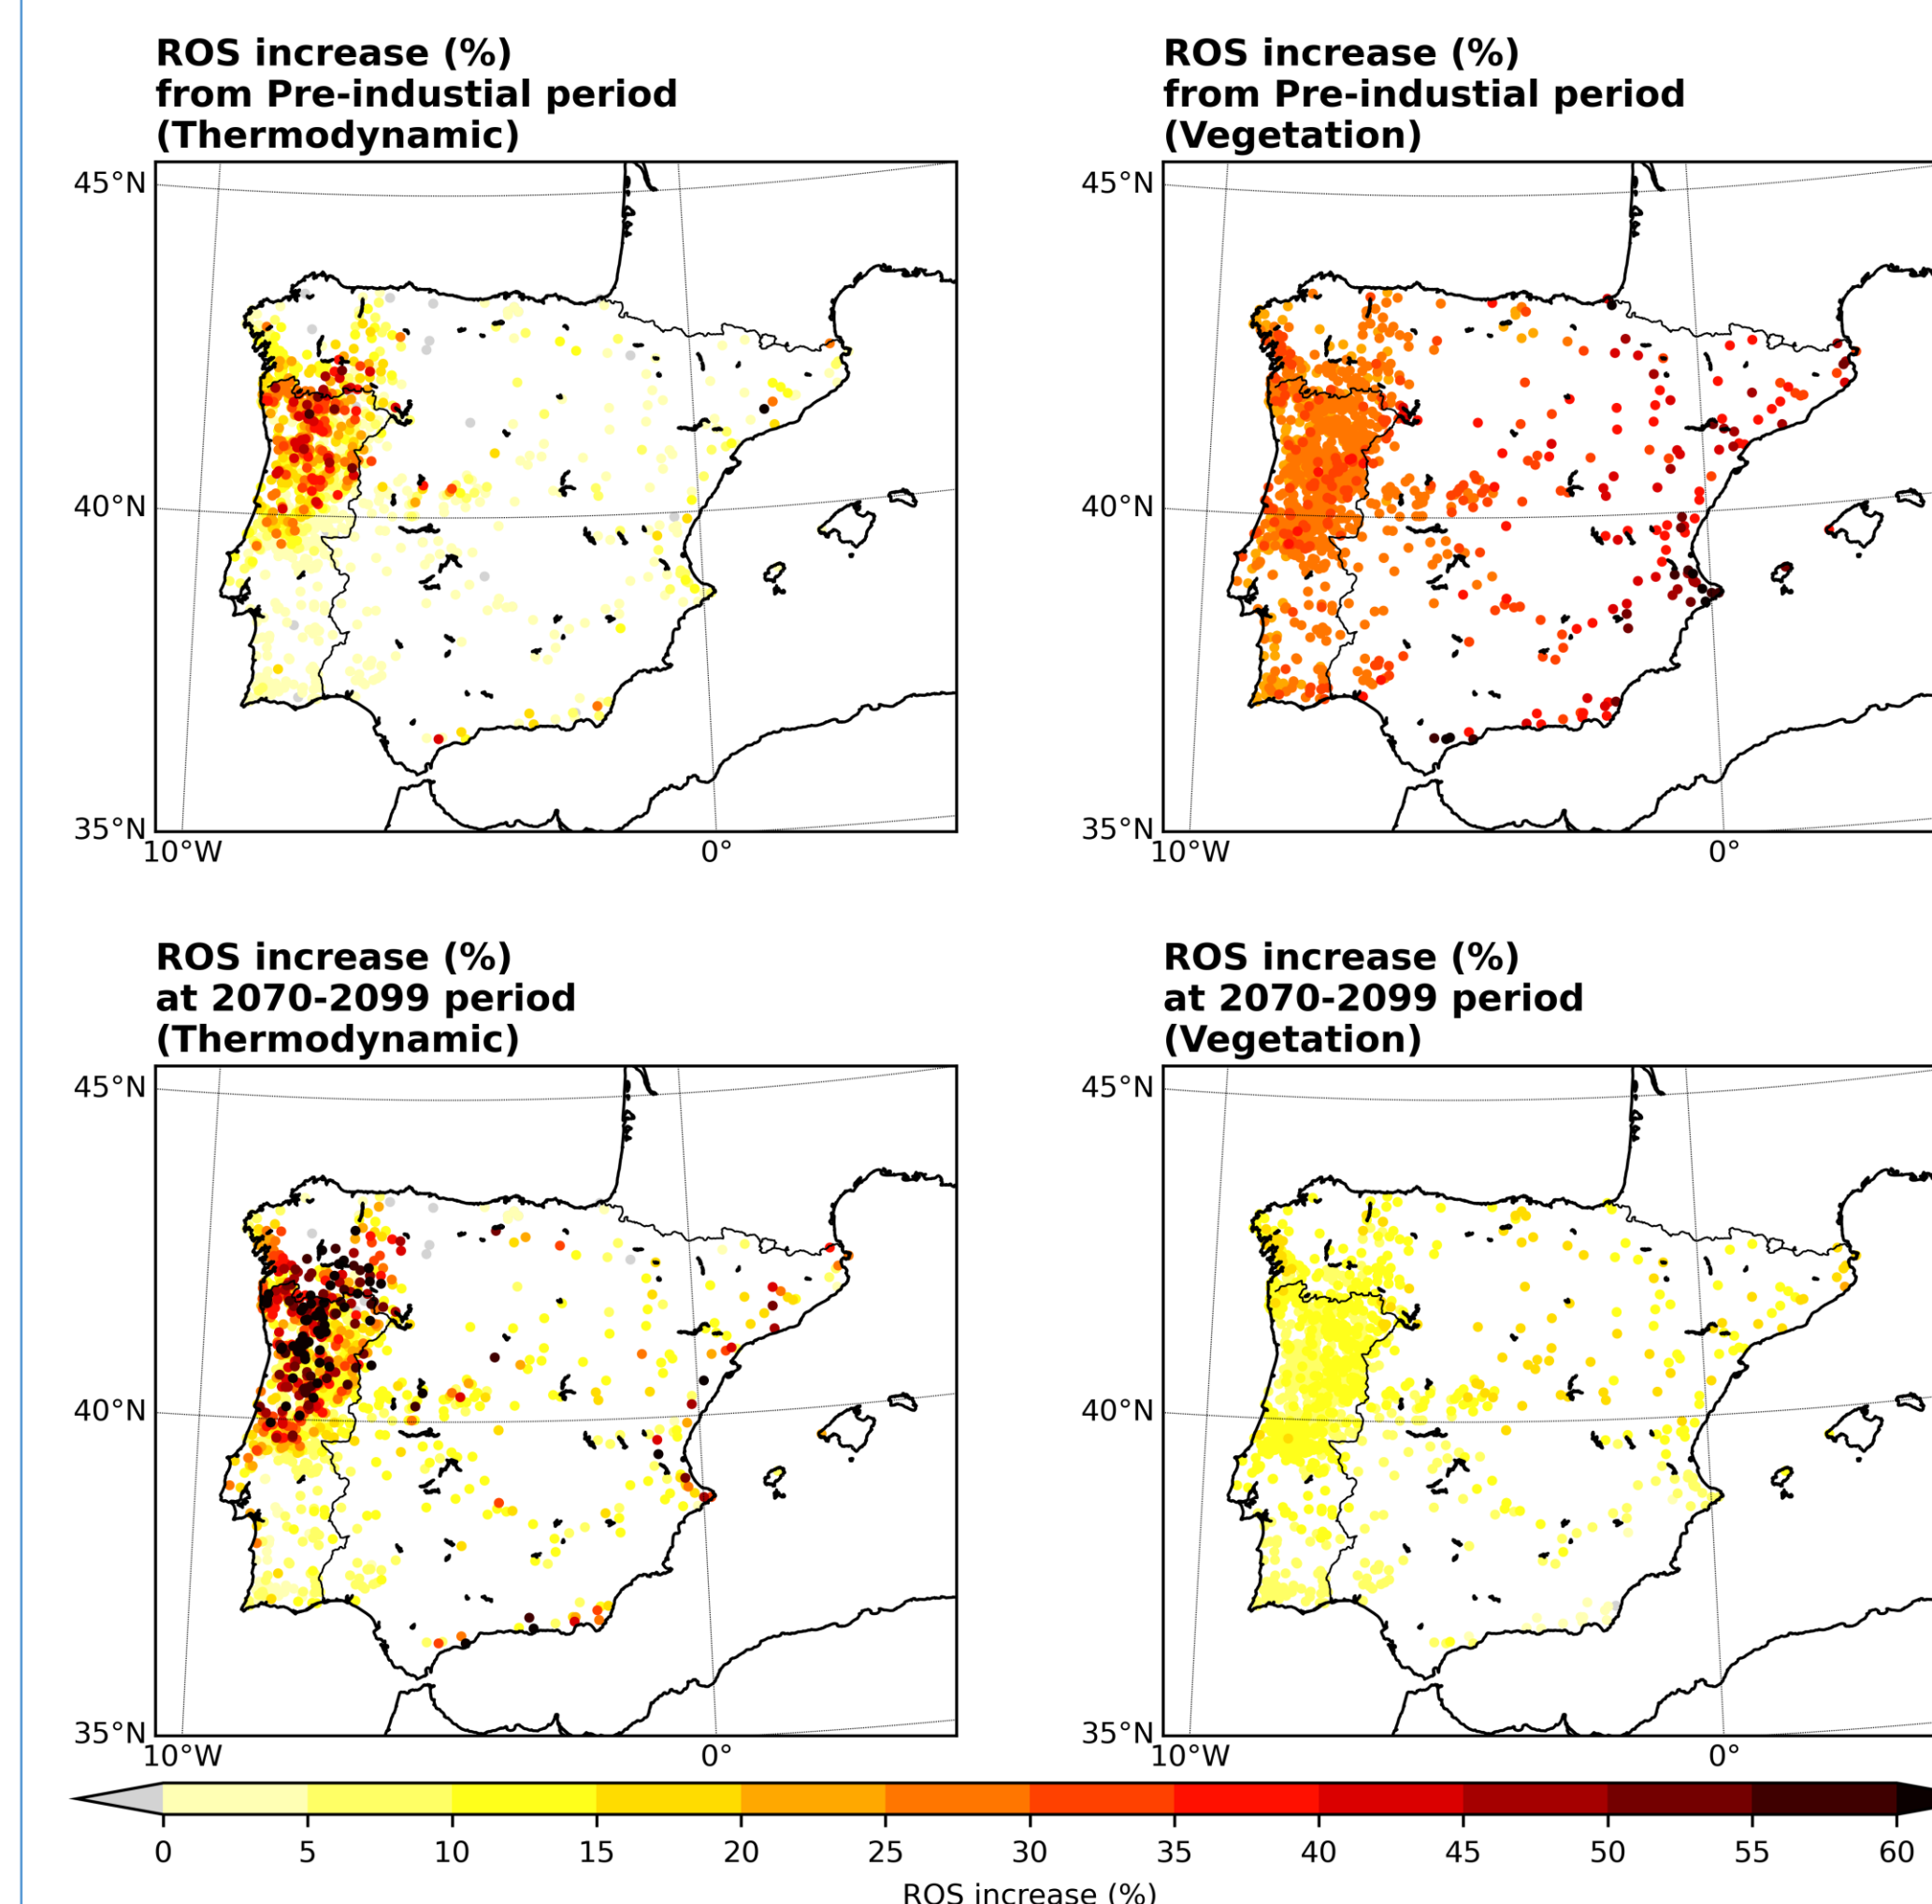 ROS increase (%)
from Pre-industial period
(Thermodynamic)
45°N
40°N
35°N
10°W
0°
ROS increase (%)
from Pre-industial period
(Vegetation)
45°N
40°N
35°N
10°W
0°
ROS increase (%)
at 2070-2099 period
(Thermodynamic)
45°N
40°N
35°N
10°W
0°
ROS increase (%)
at 2070-2099 period
(Vegetation)
45°N
40°N
35°N
10°W
0°
0 5 10 15 20 25 30 35 40 45 50 55 60
ROS increase (%)